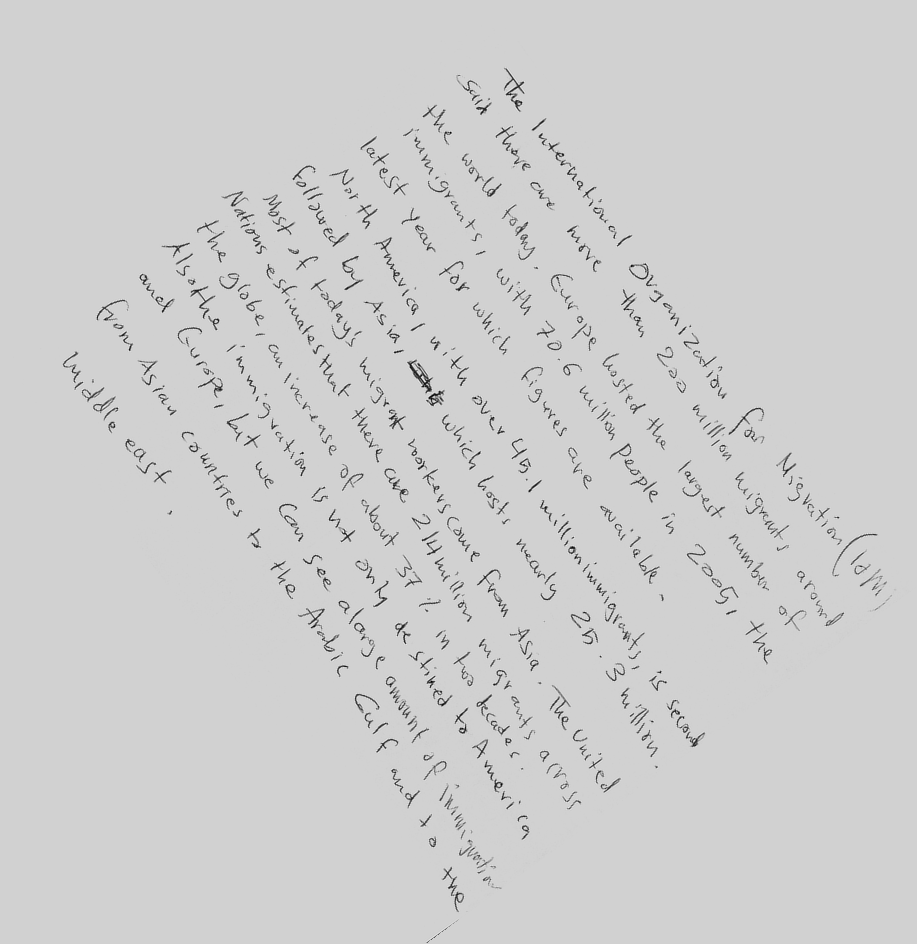 The International Organization for Migration (IOM)
said there are more than 200 million migrants around
the world today. Europe hosted the largest number of
immigrants, with 70.6 million people in 2005, the
latest year for which figures are available.
North America, with over 45.1 million immigrants, is second
followed by Asia, which hosts nearly 25.3 million.
Most of today's migrant workers come from Asia. The United
Nations estimates that there are 214 million migrants across
the globe, an increase of about 37 % in two decades.
Also the immigration is not only destined to America
and Europe, but we can see a large amount of immigration
from Asian countries to the Arabic Gulf and to the
middle east.